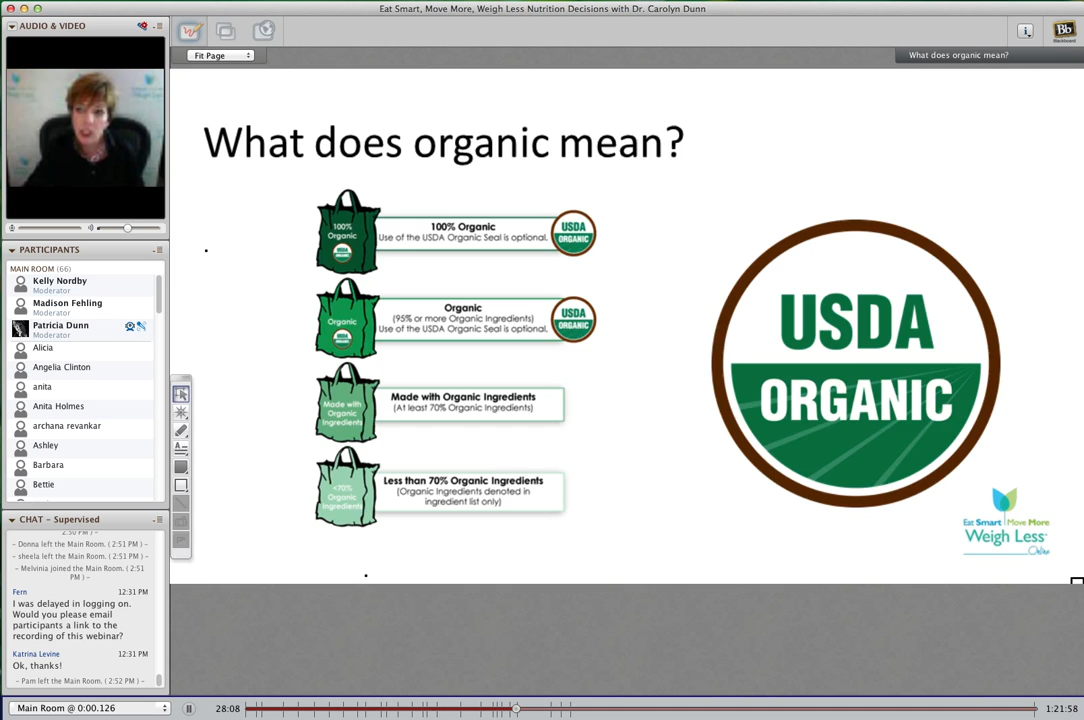 Eat Smart, Move More, Weigh Less Nutrition Decisions with Dr. Carolyn Dunn
AUDIO & VIDEO
Bb
Blackboard
Fit Page
What does organic mean?
What does organic mean?
100%
Organic
100% Organic
Use of the USDA Organic Seal is optional.
USDA
ORGANIC
Organic
Organic
(95% or more Organic Ingredients)
Use of the USDA Organic Seal is optional.
USDA
ORGANIC
Made with
Organic
Ingredients
Made with Organic Ingredients
(At least 70% Organic Ingredients)
<70%
Organic
Ingredients
Less than 70% Organic Ingredients
(Organic Ingredients denoted in
ingredient list only)
USDA
ORGANIC
Eat Smart Move More
Weigh Less
Online
PARTICIPANTS
MAIN ROOM (66)
Kelly Nordby
Moderator
Madison Fehling
Moderator
Patricia Dunn
Moderator
Alicia
Angelia Clinton
anita
Anita Holmes
archana revankar
Ashley
Barbara
Bettie
CHAT - Supervised
2:50 PM ) -
- Donna left the Main Room. ( 2:51 PM ) -
- sheela left the Main Room. ( 2:51 PM ) -
- Melvinia joined the Main Room. ( 2:51
PM ) -
Fern 12:31 PM
I was delayed in logging on.
Would you please email
participants a link to the
recording of this webinar?
Katrina Levine 12:31 PM
Ok, thanks!
- Pam left the Main Room. ( 2:52 PM ) -
Main Room @ 0:00.126
28:08
1:21:58